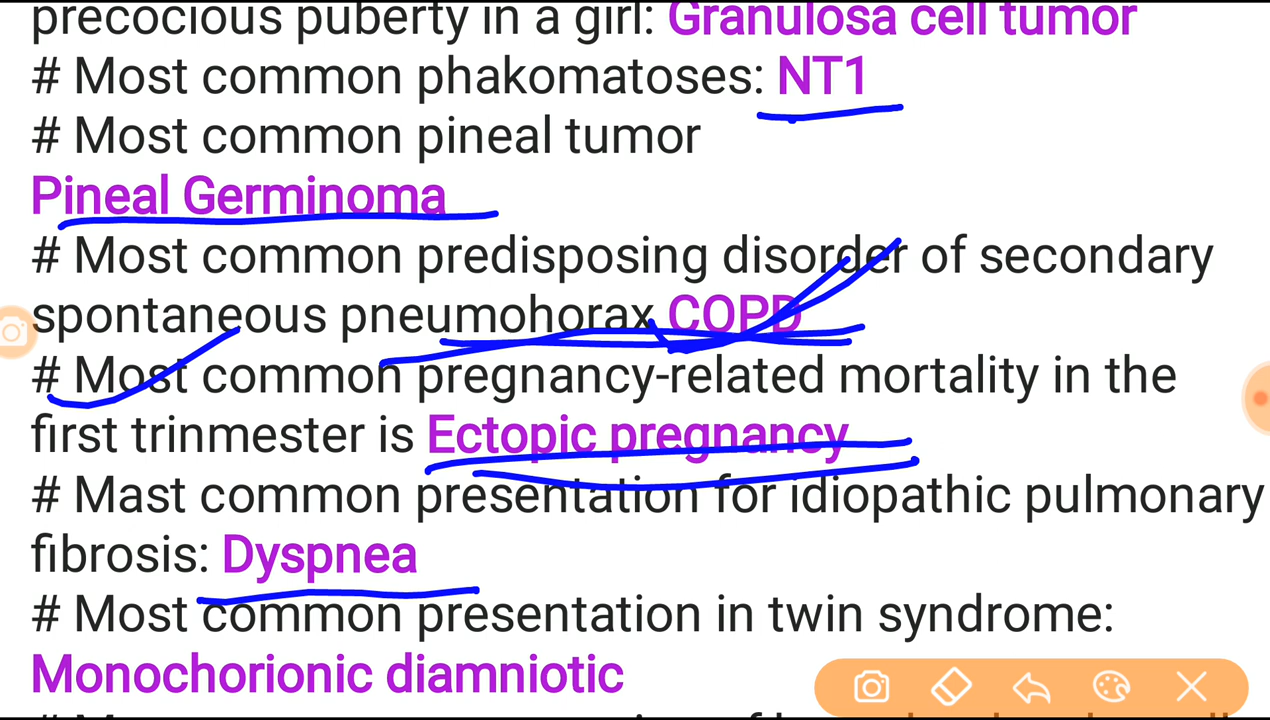 precocious puberty in a girl: Granulosa cell tumor
# Most common phakomatoses: NT1
# Most common pineal tumor
Pineal Germinoma
# Most common predisposing disorder of secondary
spontaneous pneumohorax COPD
# Most common pregnancy-related mortality in the
first trinmester is Ectopic pregnancy
# Mast common presentation for idiopathic pulmonary
fibrosis: Dyspnea
# Most common presentation in twin syndrome:
Monochorionic diamniotic